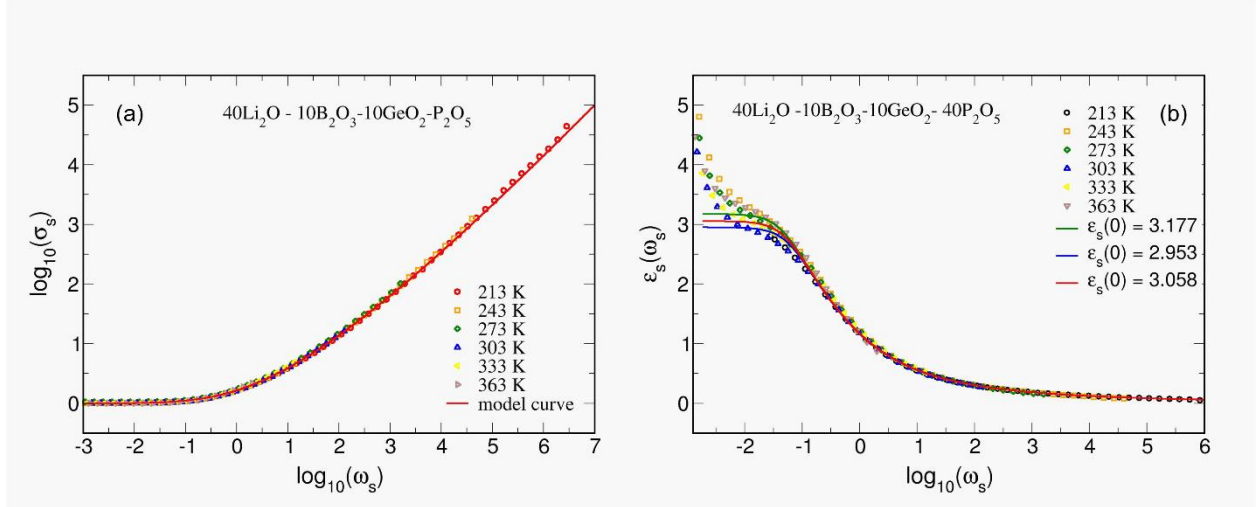 (a)
40Li₂O - 10B₂O₃-10GeO₂-P₂O₅
log₁₀(σₛ)
5
4
3
2
1
0
213 K
243 K
273 K
303 K
333 K
363 K
model curve
-3 -2 -1 0 1 2 3 4 5 6 7
log₁₀(ωₛ)
(b)
40Li₂O -10B₂O₃-10GeO₂- 40P₂O₅
εₛ(ωₛ)
5
4
3
2
1
0
213 K
243 K
273 K
303 K
333 K
363 K
εₛ(0) = 3.177
εₛ(0) = 2.953
εₛ(0) = 3.058
-2 -1 0 1 2 3 4 5 6
log₁₀(ωₛ)